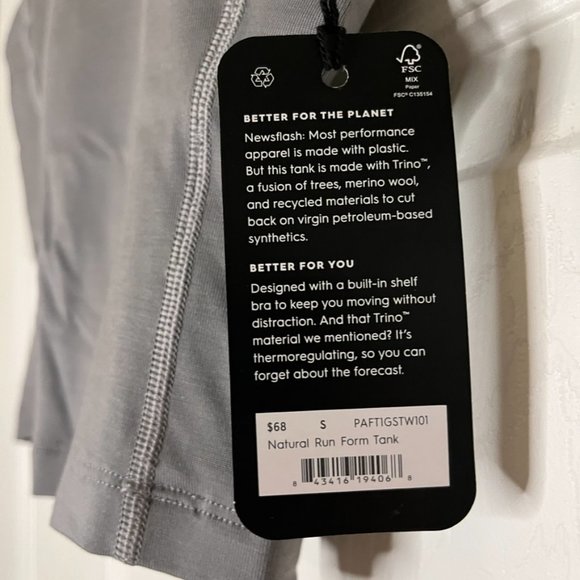 FSC
MIX
Paper
FSC® C135154
BETTER FOR THE PLANET
Newsflash: Most performance
apparel is made with plastic.
But this tank is made with Trino™,
a fusion of trees, merino wool,
and recycled materials to cut
back on virgin petroleum-based
synthetics.
BETTER FOR YOU
Designed with a built-in shelf
bra to keep you moving without
distraction. And that Trino™
material we mentioned? It's
thermoregulating, so you can
forget about the forecast.
$68 S PAFT1GSTW101
Natural Run Form Tank
8 43416 19406 8